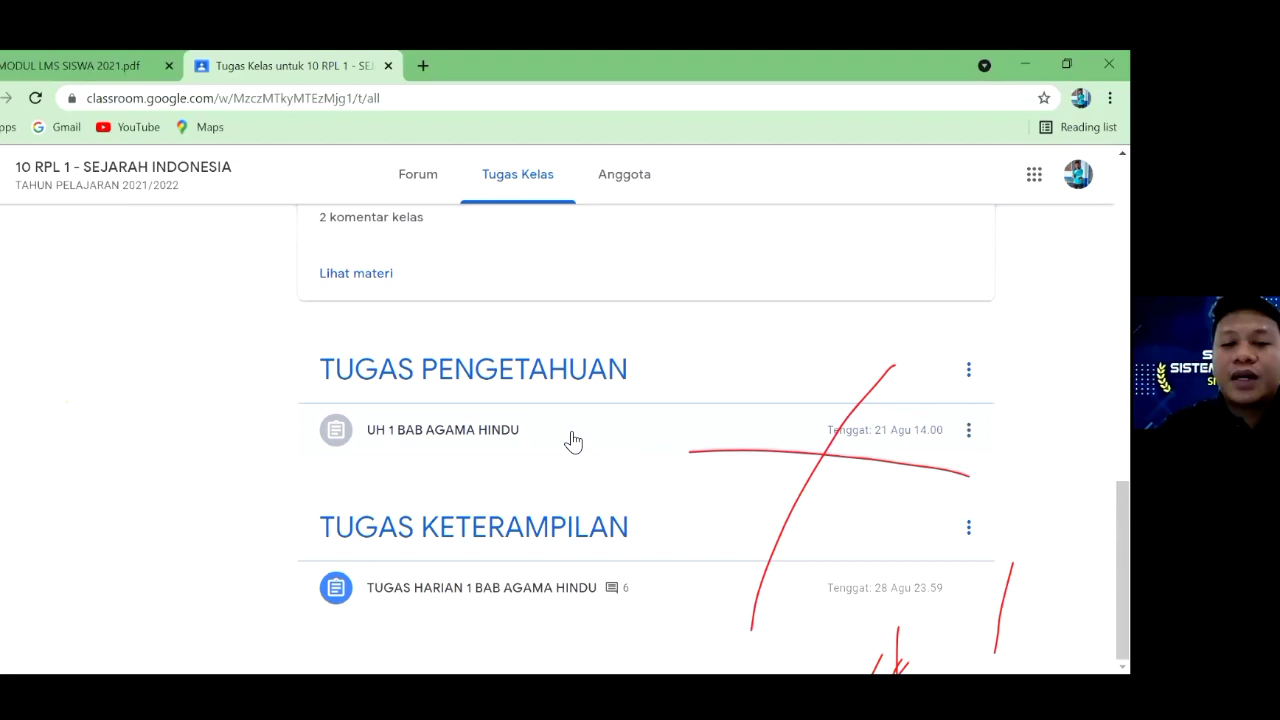 MODUL LMS SISWA 2021.pdf
Tugas Kelas untuk 10 RPL 1 - SE
classroom.google.com/w/MzczMTkyMTEzMjg1/t/all
Gmail
YouTube
Maps
Reading list
10 RPL 1 - SEJARAH INDONESIA
TAHUN PELAJARAN 2021/2022
Forum
Tugas Kelas
Anggota
2 komentar kelas
Lihat materi
TUGAS PENGETAHUAN
UH 1 BAB AGAMA HINDU
Tenggat: 21 Agu 14.00
TUGAS KETERAMPILAN
TUGAS HARIAN 1 BAB AGAMA HINDU 6
Tenggat: 28 Agu 23.59